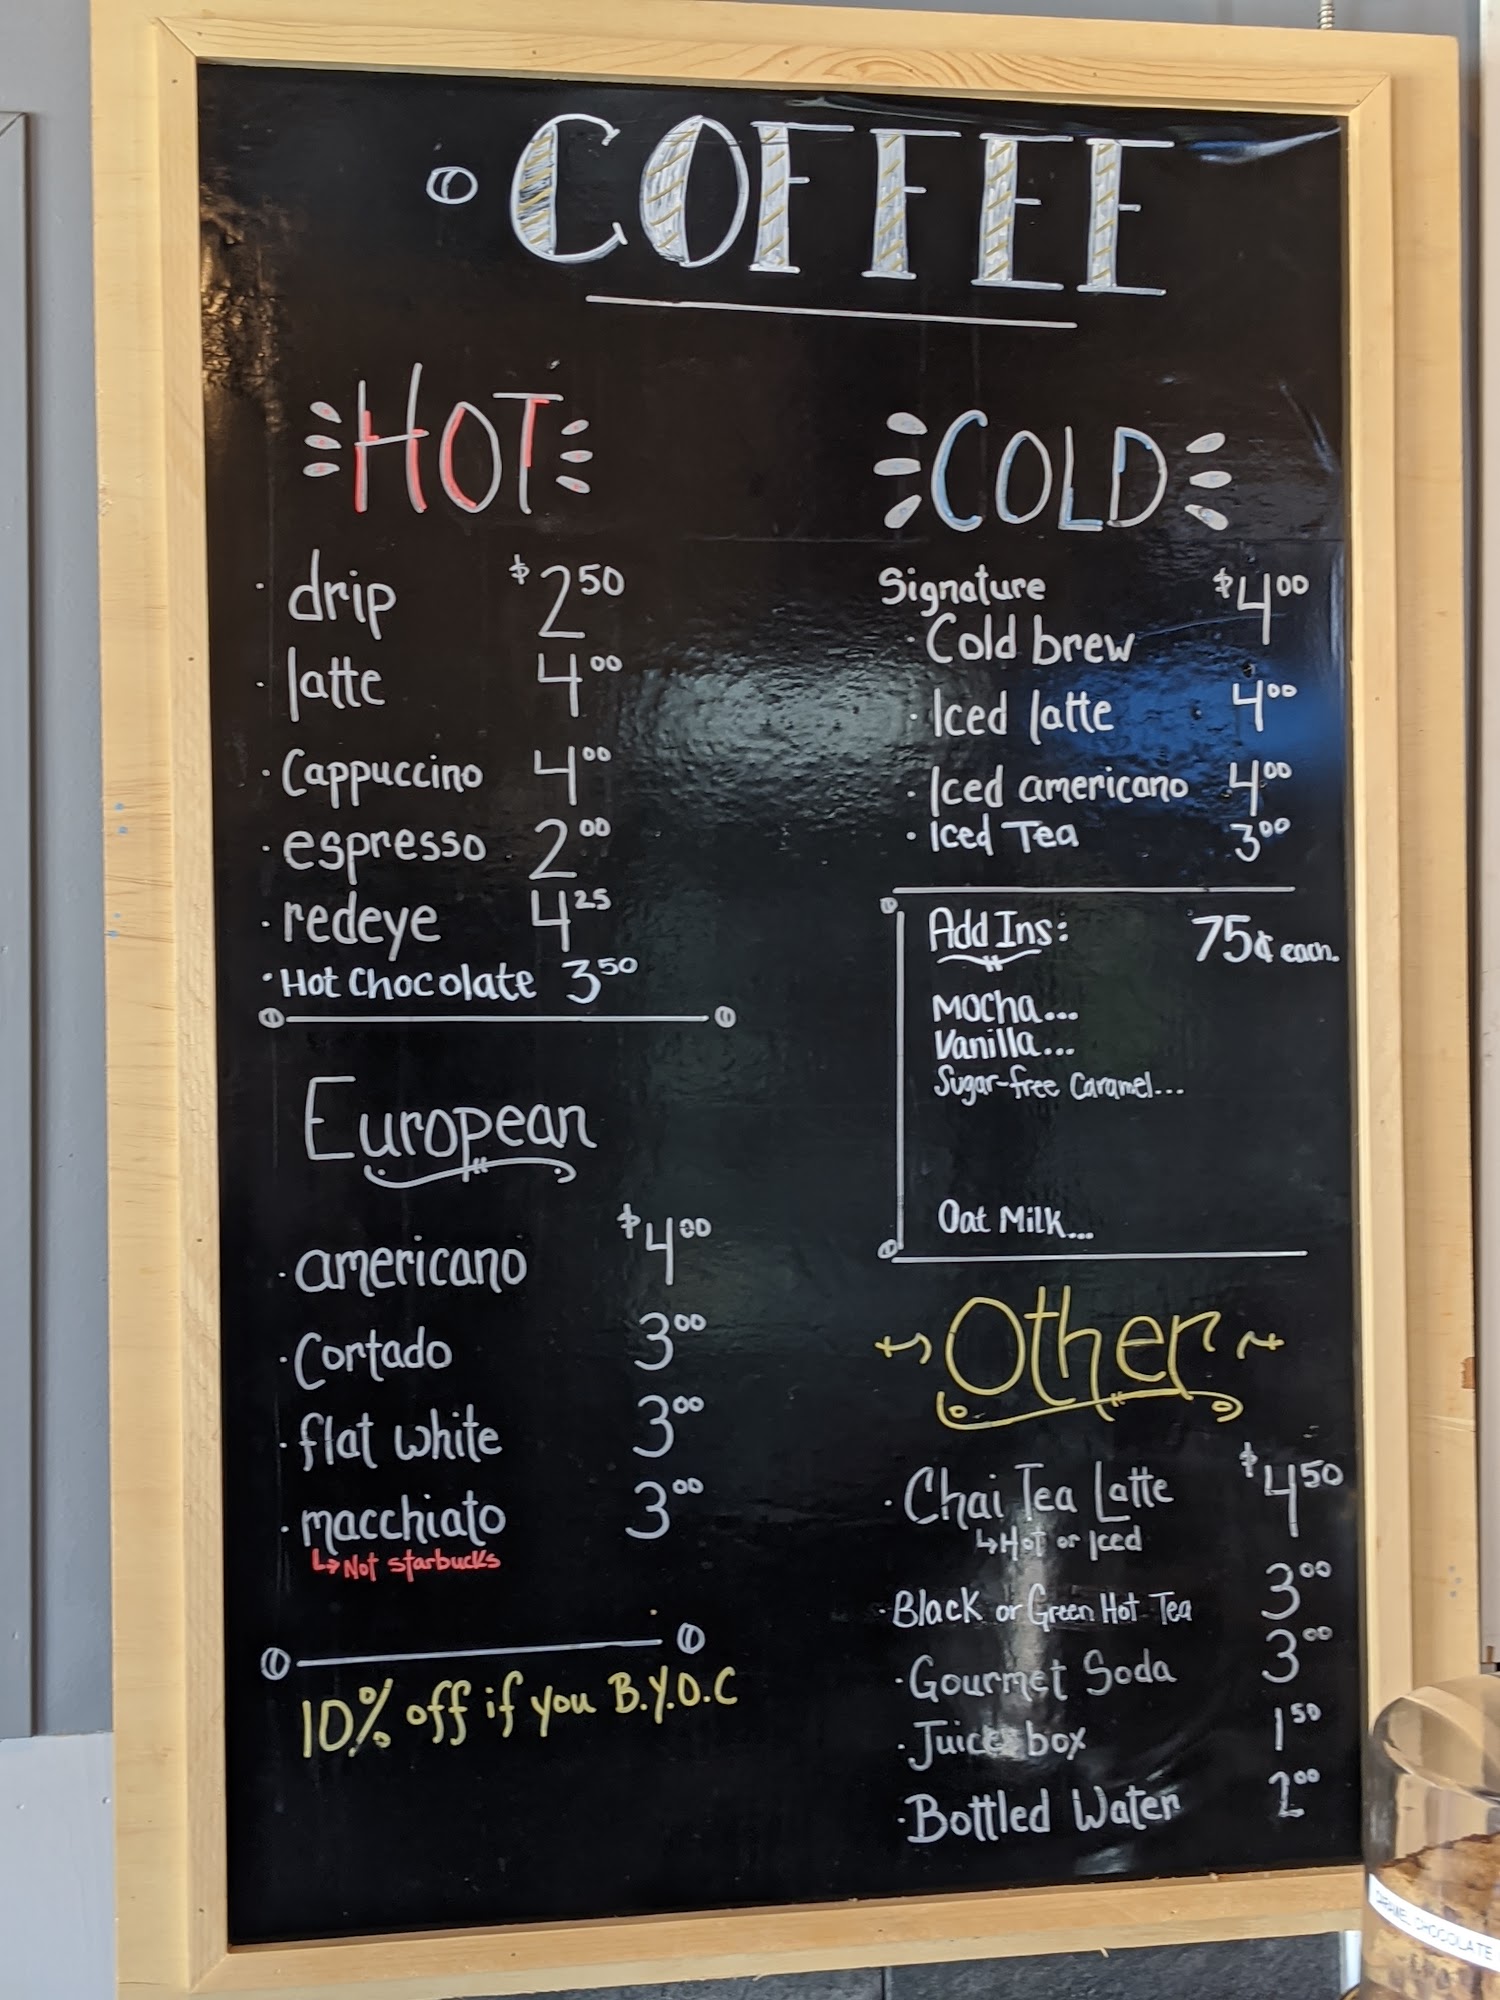 COFFEE
HOT
drip $2.50
latte 4.00
Cappuccino 4.00
espresso 2.00
redeye 4.25
Hot Chocolate 3.50
European
americano $4.00
Cortado 3.00
flat white 3.00
macchiato 3.00
↳ Not starbucks
10% off if you B.Y.O.C
COLD
Signature
Cold brew $4.00
Iced latte 4.00
Iced americano 4.00
Iced Tea 3.00
Add Ins: 75¢ each.
Mocha...
Vanilla...
Sugar-free Caramel...
Oat Milk...
Other
Chai Tea Latte $4.50
↳ Hot or Iced
Black or Green Hot Tea 3.00
Gourmet Soda 3.00
Juice box 1.50
Bottled Water 2.00
CHOCOLATE